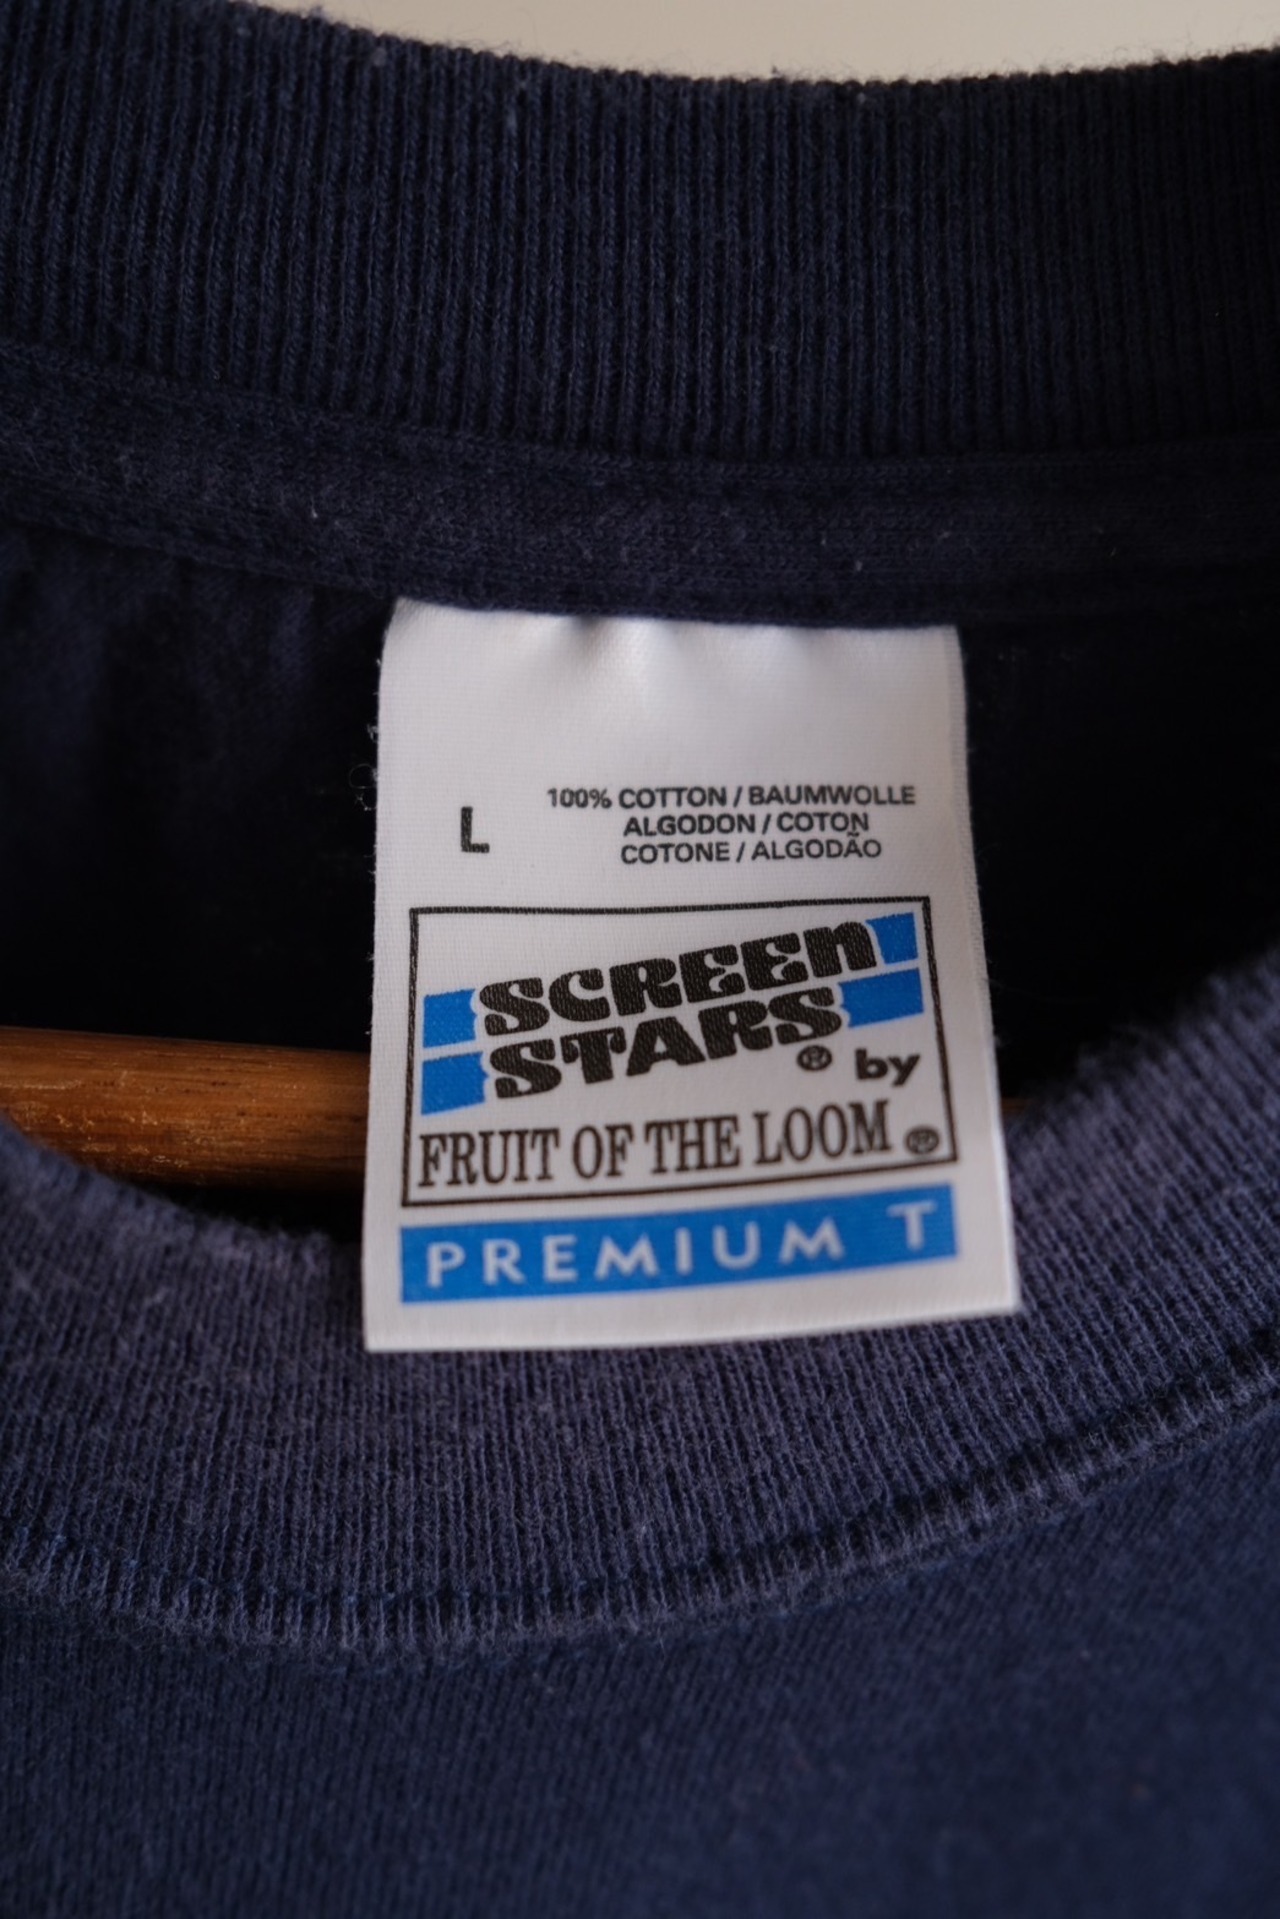 L
100% COTTON / BAUMWOLLE
ALGODON / COTON
COTONE / ALGODÃO
SCREEN
STARS
® by
FRUIT OF THE LOOM ®
PREMIUM T